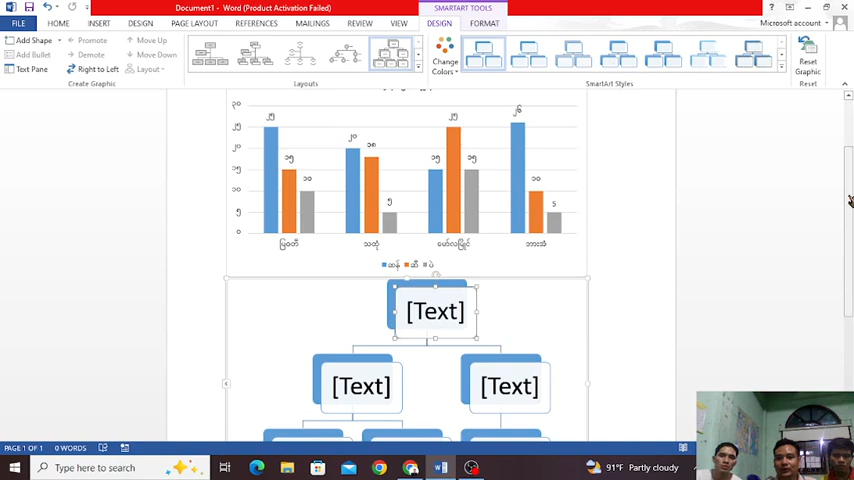 Document1 - Word (Product Activation Failed)
SMARTART TOOLS
FILE HOME INSERT DESIGN PAGE LAYOUT REFERENCES MAILINGS REVIEW VIEW DESIGN FORMAT
Microsoft account
Add Shape Promote Move Up
Add Bullet Demote Move Down
Text Pane Right to Left Layout
Change Colors
Reset Graphic
Create Graphic Layouts SmartArt Styles Reset
၃၀
၂၅
၂၀
၁၅
၁၀
၅
၀
၂၅ ၁၅ ၁၀
၂၀ ၁၈ ၅
၁၅ ၂၅ ၁၅
၂၆ ၁၀ 5
မြဝတီ သထုံ မော်လမြိုင် ဘားအံ
ဆန် ဆီ ပဲ
[Text]
[Text] [Text]
PAGE 1 OF 1 0 WORDS
Type here to search
91°F Partly cloudy